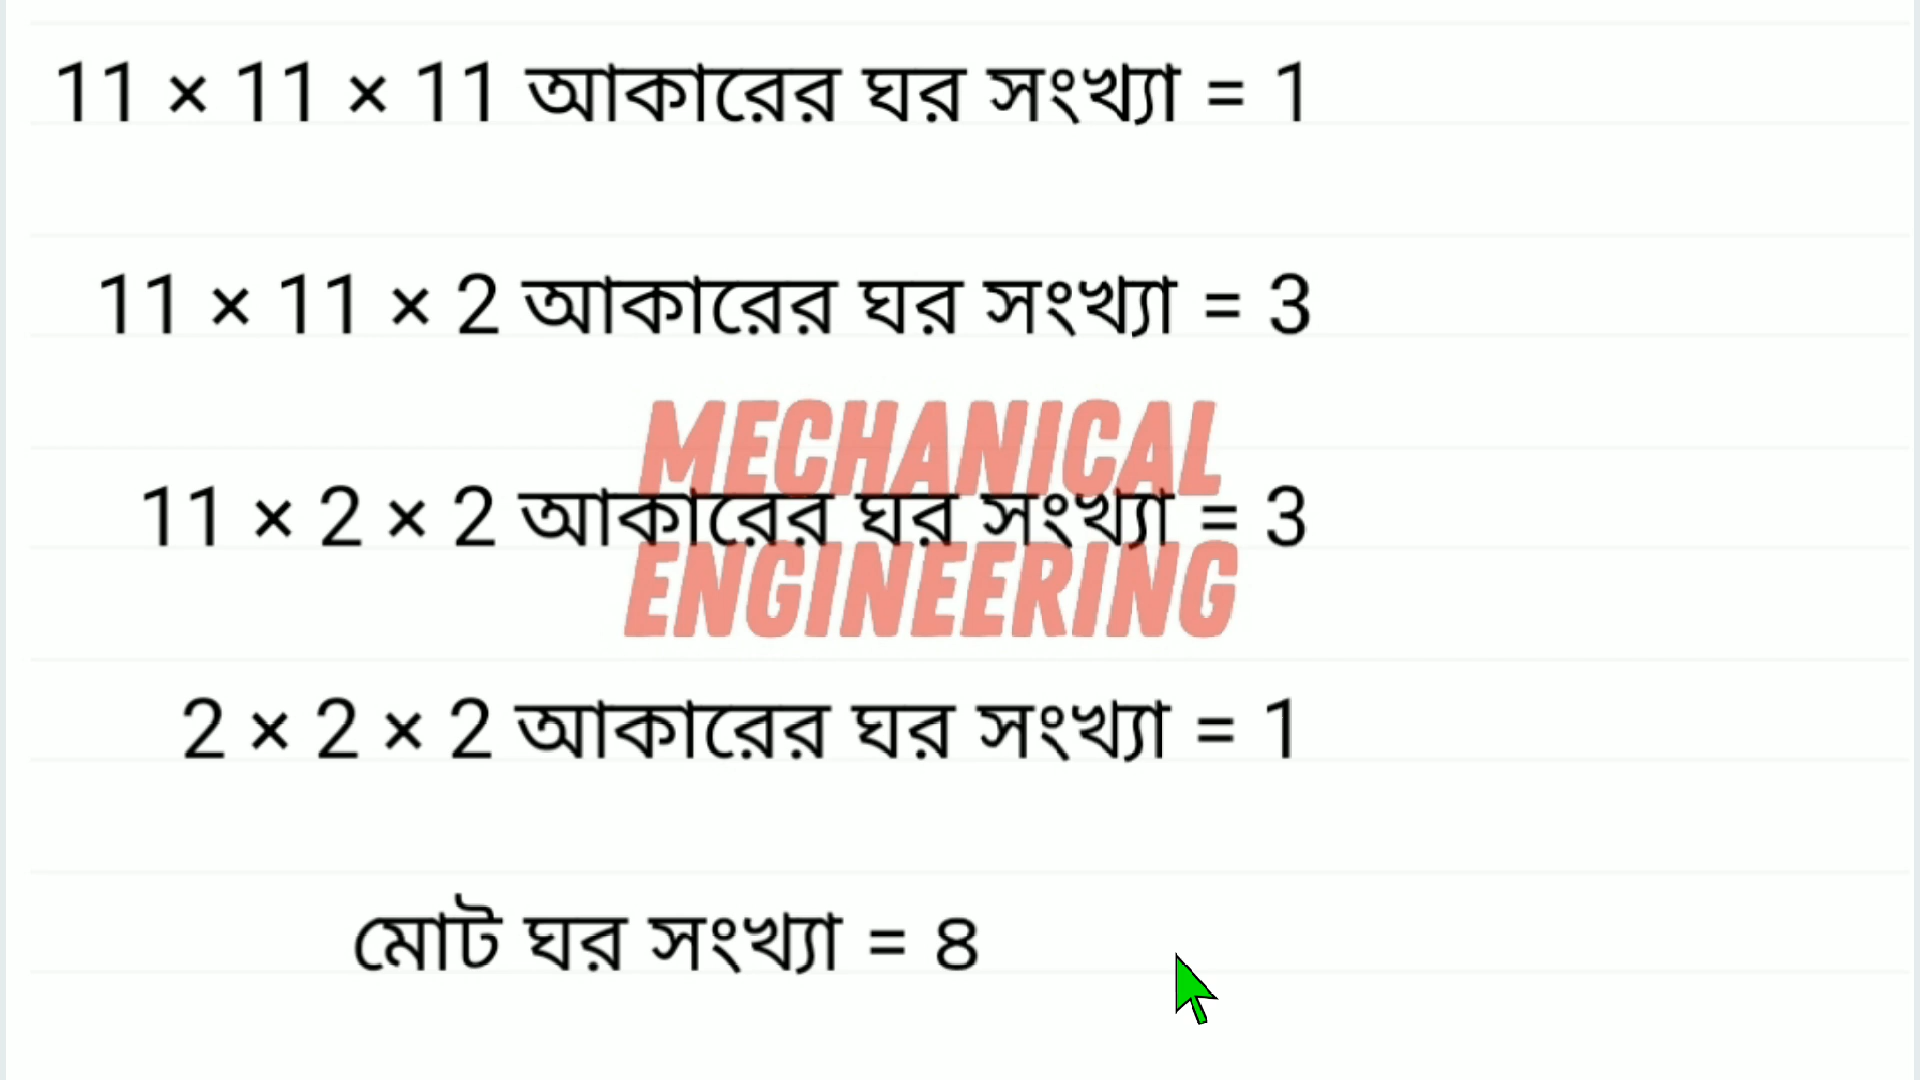 11 × 11 × 11 আকারের ঘর সংখ্যা = 1
11 × 11 × 2 আকারের ঘর সংখ্যা = 3
MECHANICAL
11 × 2 × 2 আকারের ঘর সংখ্যা = 3
ENGINEERING
2 × 2 × 2 আকারের ঘর সংখ্যা = 1
মোট ঘর সংখ্যা = ৪